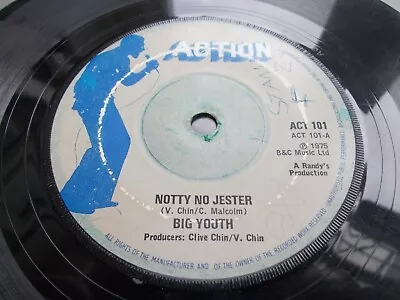 ACTION
ACT 101
ACT 101-A
℗ 1975
B&C Music Ltd
A Randy's
Production
NOTTY NO JESTER
(V. Chin/C. Malcolm)
BIG YOUTH
Producers: Clive Chin/V. Chin
ALL RIGHTS OF THE MANUFACTURER AND OF THE OWNER OF THE RECORDED WORK RESERVED